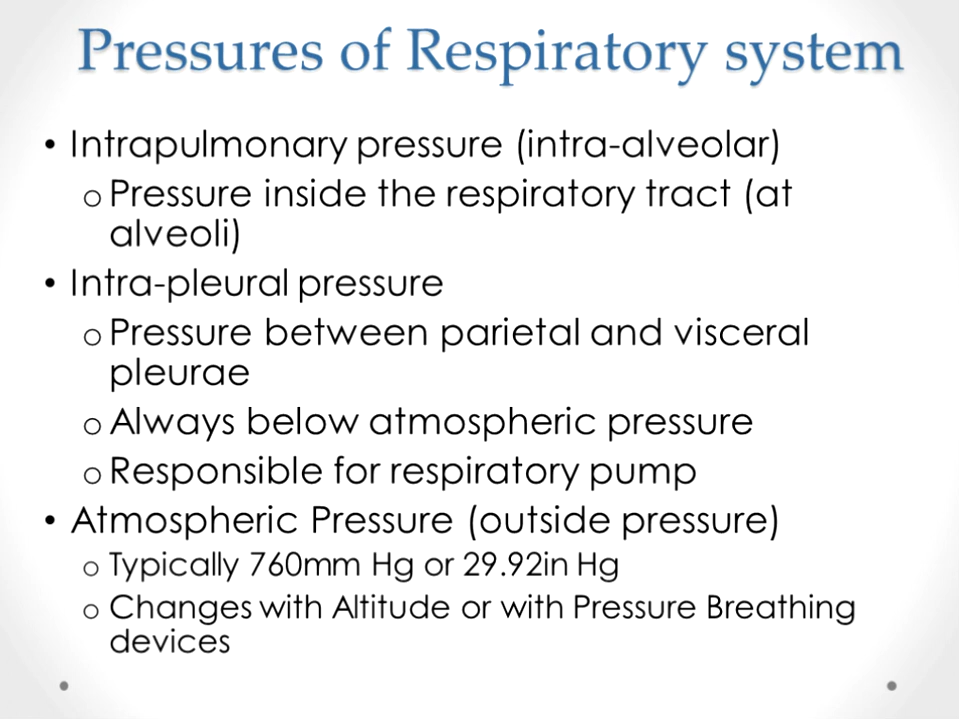 Pressures of Respiratory system
• Intrapulmonary pressure (intra-alveolar)
o Pressure inside the respiratory tract (at
alveoli)
• Intra-pleural pressure
o Pressure between parietal and visceral
pleurae
o Always below atmospheric pressure
o Responsible for respiratory pump
• Atmospheric Pressure (outside pressure)
o Typically 760mm Hg or 29.92in Hg
o Changes with Altitude or with Pressure Breathing
devices